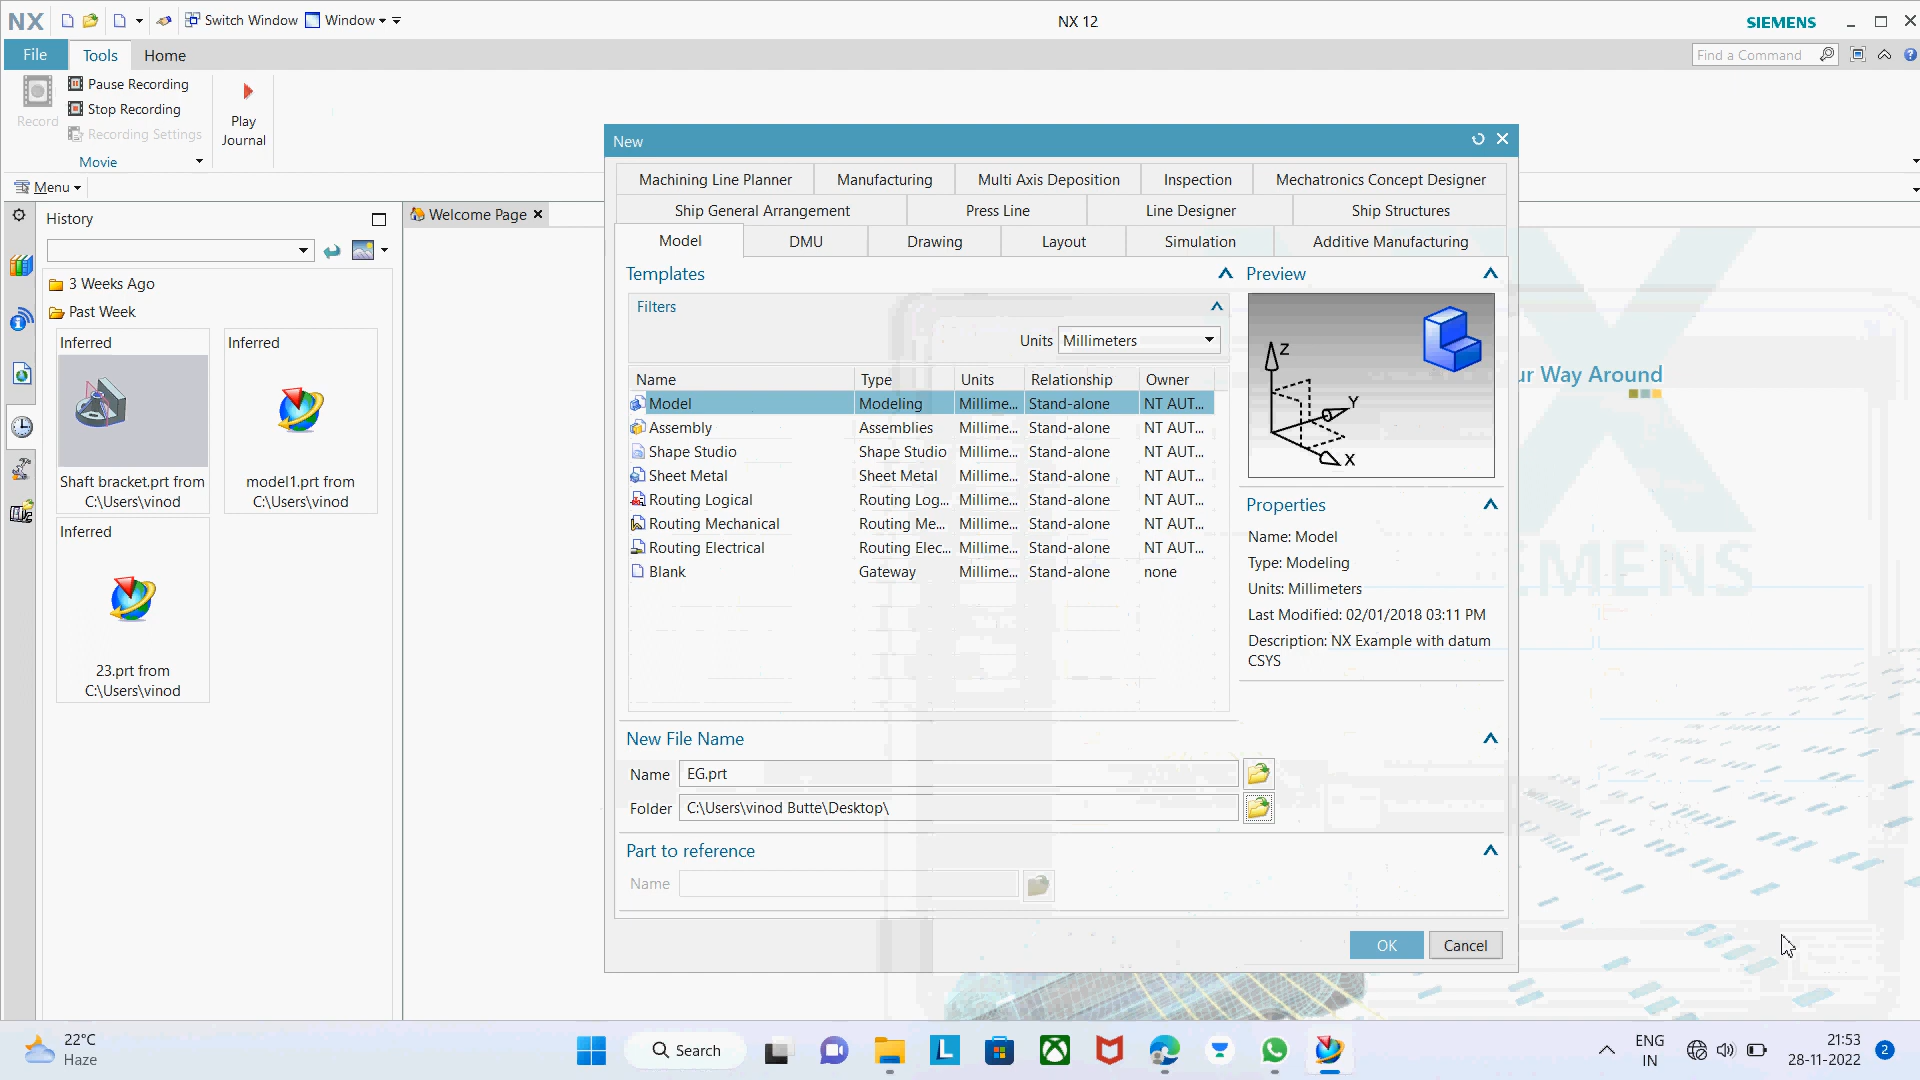 NX
Switch Window
Window
NX 12
SIEMENS
File
Tools
Home
Find a Command
Record
Pause Recording
Stop Recording
Recording Settings
Movie
Play
Journal
Menu
History
Welcome Page
3 Weeks Ago
Past Week
Inferred
Shaft bracket.prt from
C:\Users\vinod
Inferred
model1.prt from
C:\Users\vinod
Inferred
23.prt from
C:\Users\vinod
New
Machining Line Planner
Manufacturing
Multi Axis Deposition
Inspection
Mechatronics Concept Designer
Ship General Arrangement
Press Line
Line Designer
Ship Structures
Model
DMU
Drawing
Layout
Simulation
Additive Manufacturing
Templates
Filters
Units Millimeters
Name Type Units Relationship Owner
Model Modeling Millime... Stand-alone NT AUT...
Assembly Assemblies Millime... Stand-alone NT AUT...
Shape Studio Shape Studio Millime... Stand-alone NT AUT...
Sheet Metal Sheet Metal Millime... Stand-alone NT AUT...
Routing Logical Routing Log... Millime... Stand-alone NT AUT...
Routing Mechanical Routing Me... Millime... Stand-alone NT AUT...
Routing Electrical Routing Elec... Millime... Stand-alone NT AUT...
Blank Gateway Millime... Stand-alone none
Preview
Z
Y
X
Properties
Name: Model
Type: Modeling
Units: Millimeters
Last Modified: 02/01/2018 03:11 PM
Description: NX Example with datum
CSYS
New File Name
Name EG.prt
Folder C:\Users\vinod Butte\Desktop\
Part to reference
Name
OK
Cancel
ur Way Around
EMENS
22°C
Haze
Search
ENG
IN
21:53
28-11-2022
2